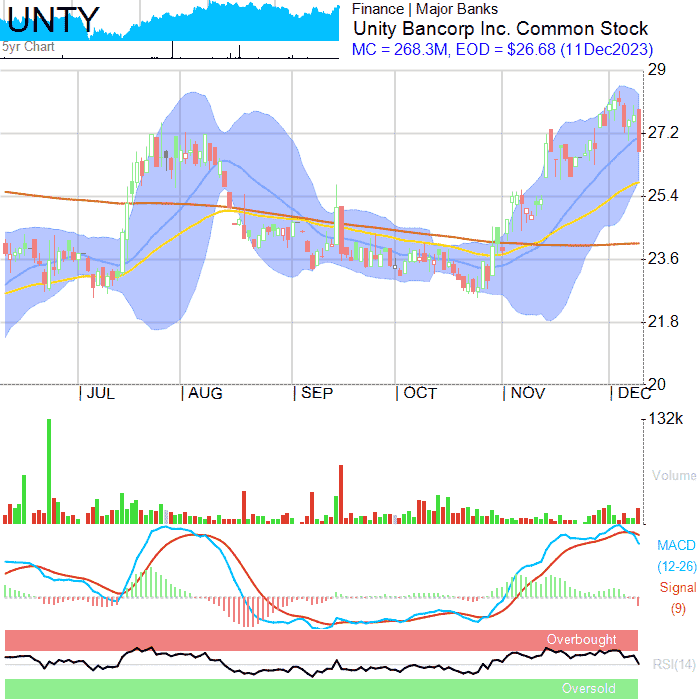 UNTY
5yr Chart
Finance | Major Banks
Unity Bancorp Inc. Common Stock
MC = 268.3M, EOD = $26.68 (11Dec2023)
29
27.2
25.4
23.6
21.8
20
| JUL | AUG | SEP | OCT | NOV | DEC
132k
Volume
MACD
(12-26)
Signal
(9)
Overbought
RSI(14)
Oversold